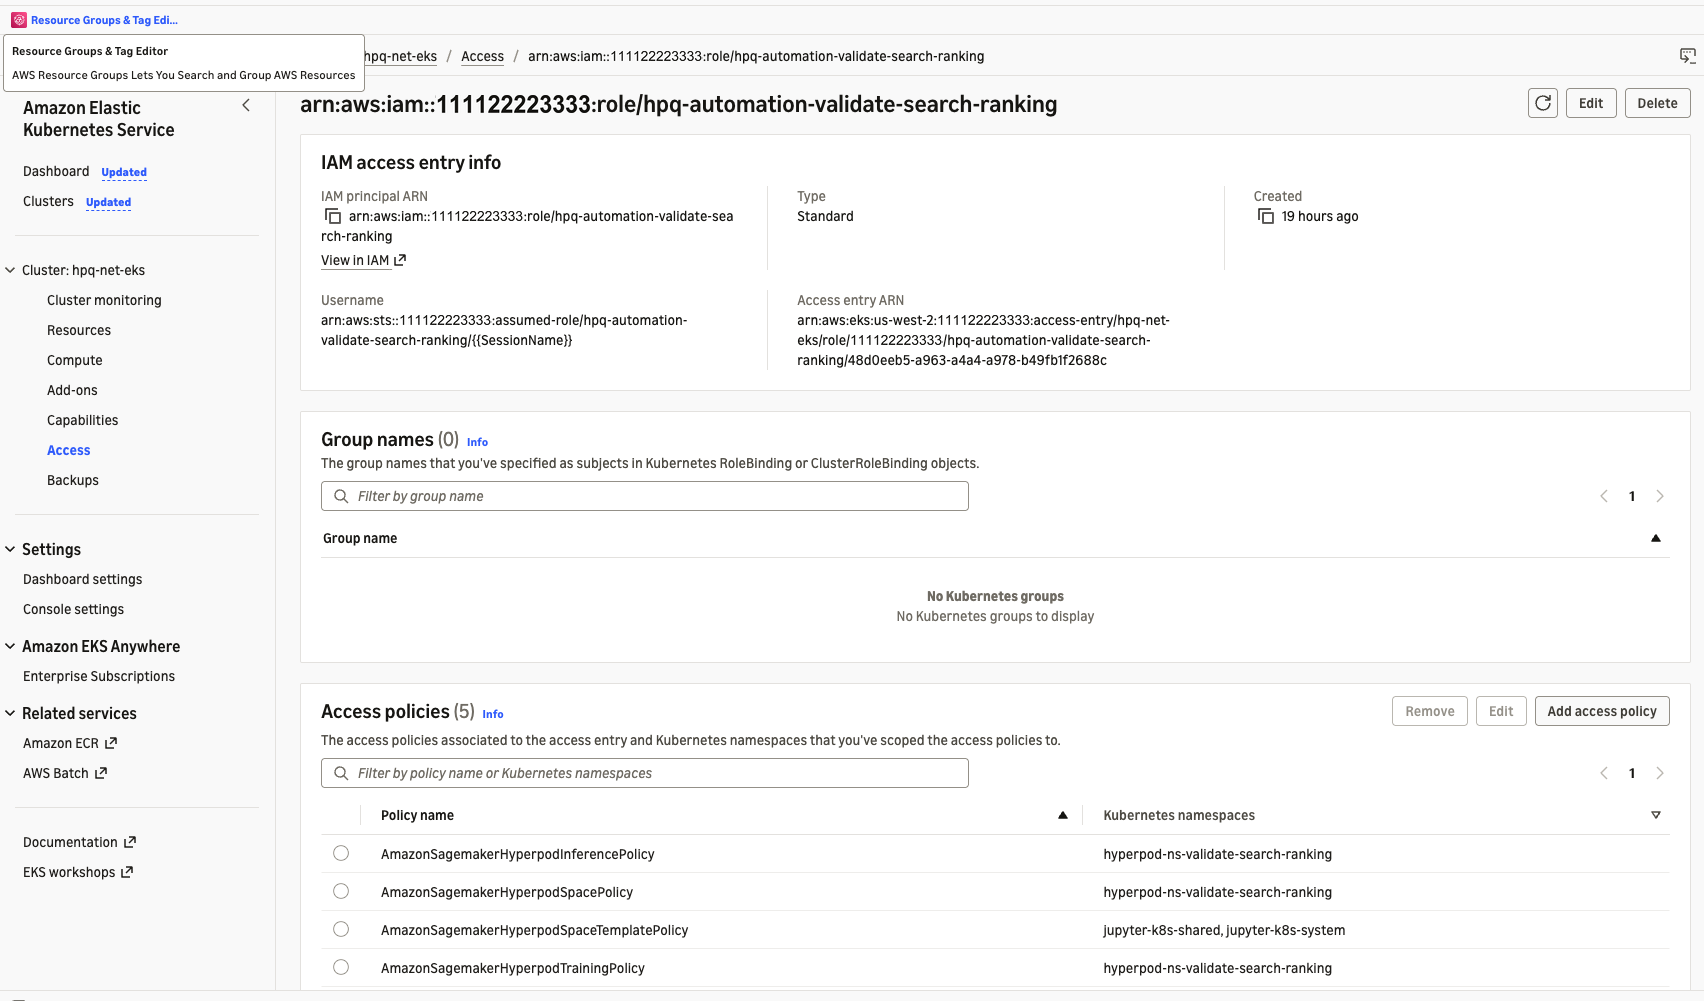 Resource Groups & Tag Edi...
Resource Groups & Tag Editor
AWS Resource Groups Lets You Search and Group AWS Resources
hpq-net-eks / Access / arn:aws:iam::111122223333:role/hpq-automation-validate-search-ranking
Amazon Elastic
Kubernetes Service
Dashboard Updated
Clusters Updated
Cluster: hpq-net-eks
Cluster monitoring
Resources
Compute
Add-ons
Capabilities
Access
Backups
Settings
Dashboard settings
Console settings
Amazon EKS Anywhere
Enterprise Subscriptions
Related services
Amazon ECR
AWS Batch
Documentation
EKS workshops
arn:aws:iam::111122223333:role/hpq-automation-validate-search-ranking
Edit
Delete
IAM access entry info
IAM principal ARN
arn:aws:iam::111122223333:role/hpq-automation-validate-sea
rch-ranking
View in IAM
Type
Standard
Created
19 hours ago
Username
arn:aws:sts::111122223333:assumed-role/hpq-automation-
validate-search-ranking/{{SessionName}}
Access entry ARN
arn:aws:eks:us-west-2:111122223333:access-entry/hpq-net-
eks/role/111122223333/hpq-automation-validate-search-
ranking/48d0eeb5-a963-a4a4-a978-b49fb1f2688c
Group names (0) Info
The group names that you've specified as subjects in Kubernetes RoleBinding or ClusterRoleBinding objects.
Filter by group name
1
Group name
No Kubernetes groups
No Kubernetes groups to display
Access policies (5) Info
Remove
Edit
Add access policy
The access policies associated to the access entry and Kubernetes namespaces that you've scoped the access policies to.
Filter by policy name or Kubernetes namespaces
1
Policy name Kubernetes namespaces
AmazonSagemakerHyperpodInferencePolicy hyperpod-ns-validate-search-ranking
AmazonSagemakerHyperpodSpacePolicy hyperpod-ns-validate-search-ranking
AmazonSagemakerHyperpodSpaceTemplatePolicy jupyter-k8s-shared, jupyter-k8s-system
AmazonSagemakerHyperpodTrainingPolicy hyperpod-ns-validate-search-ranking